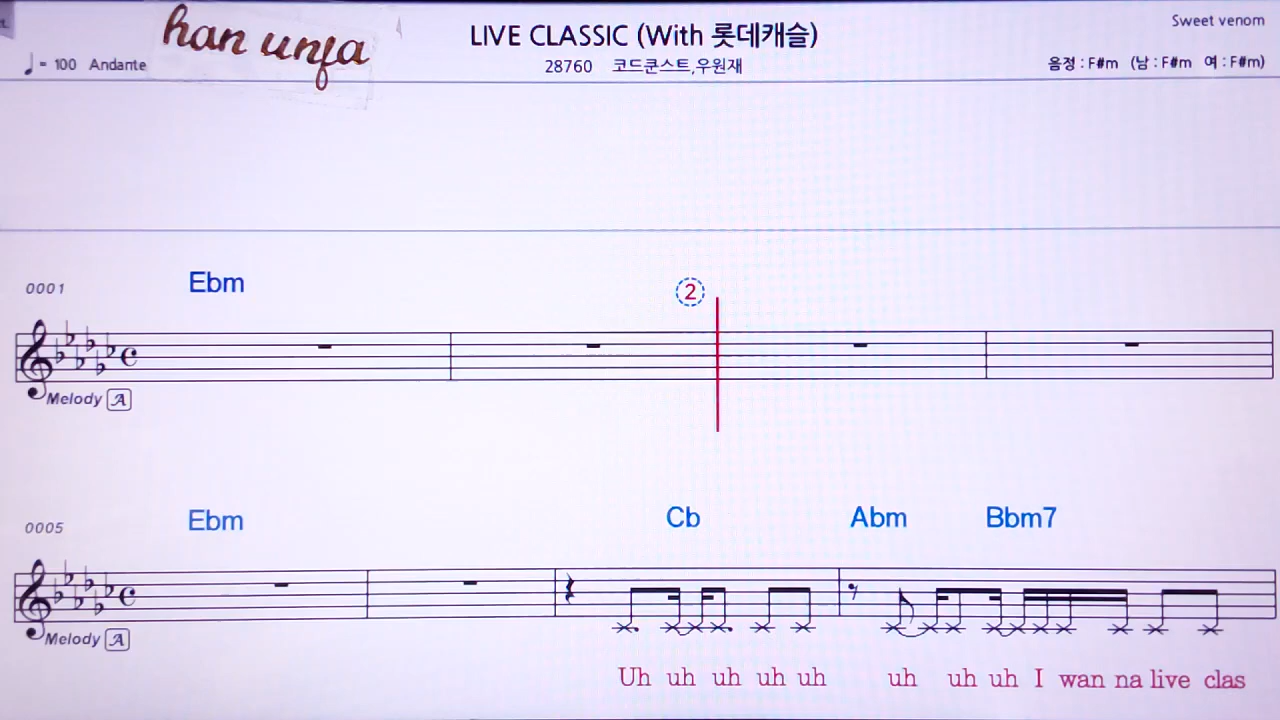 Sweet venom
han unfa
LIVE CLASSIC (With 롯데캐슬)
♩ = 100 Andante
28760 코드쿤스트,우원재
음정 : F#m (남 : F#m 여 : F#m)
0001
Ebm
2
Melody A
0005
Ebm Cb Abm Bbm7
Melody A
Uh uh uh uh uh uh uh uh I wan na live clas